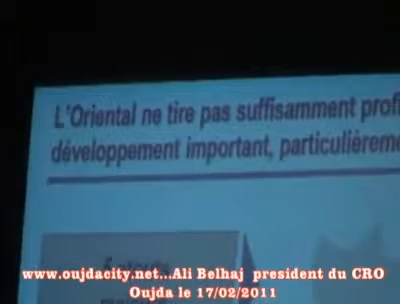 L'Oriental ne tire pas suffisamment profi
développement important, particulièreme
www.oujdacity.net...Ali Belhaj president du CRO
Oujda le 17/02/2011